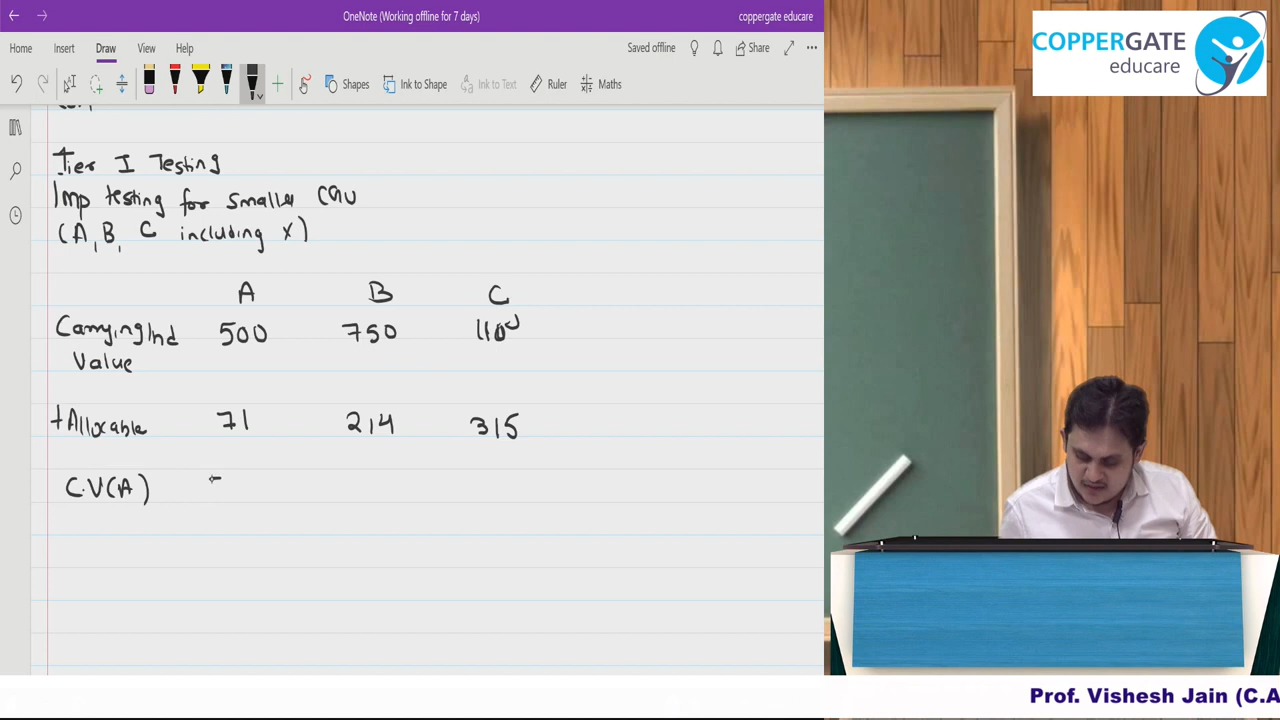 OneNote (Working offline for 7 days)
coppergate educare
Home Insert Draw View Help
Saved offline Share
Shapes Ink to Shape Ink to Text Ruler Maths
Tier I Testing
Imp testing for smaller CGU
(A, B, C including X)
A B C
Carrying Ind 500 750 1100
Value
+Allocable 71 214 315
C.V(A)
COPPERGATE
educare
Prof. Vishesh Jain (C.A